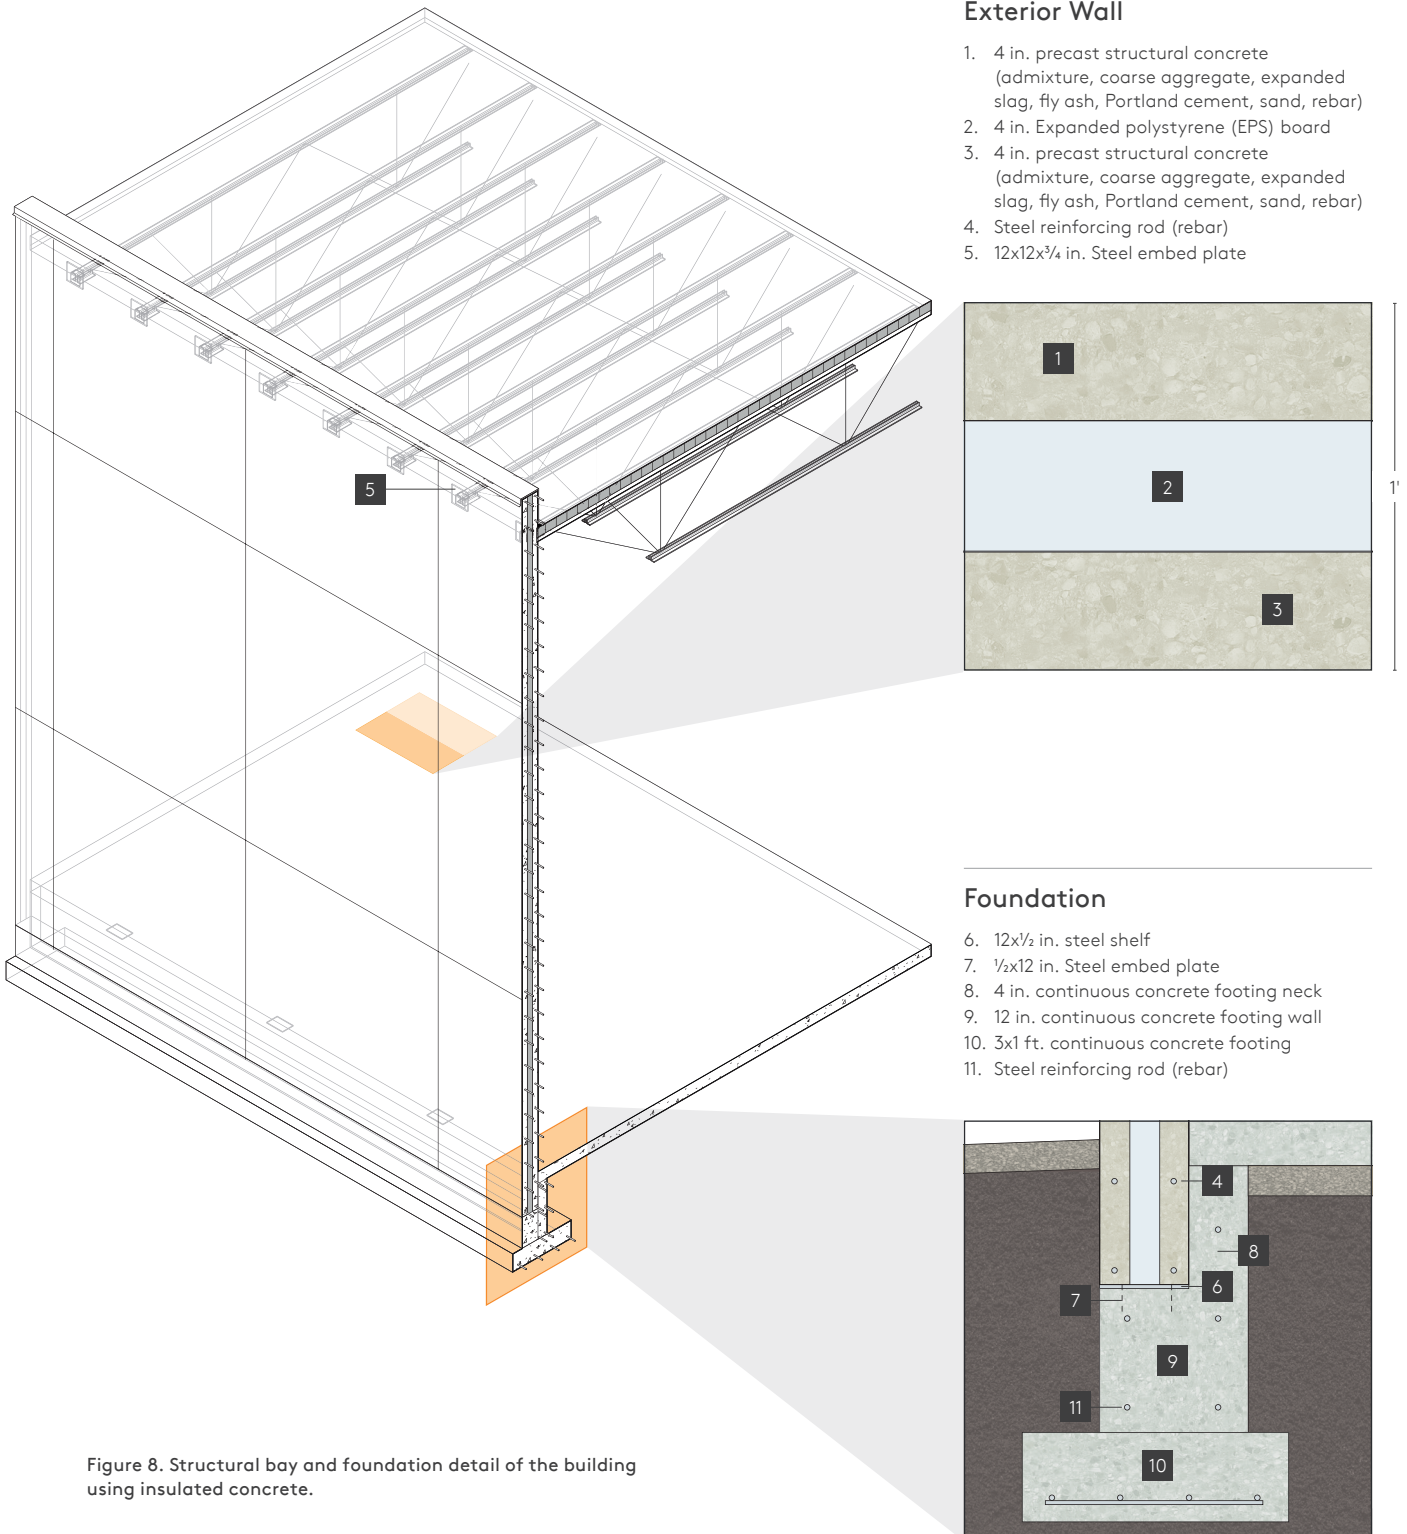 Exterior Wall
1. 4 in. precast structural concrete
(admixture, coarse aggregate, expanded
slag, fly ash, Portland cement, sand, rebar)
2. 4 in. Expanded polystyrene (EPS) board
3. 4 in. precast structural concrete
(admixture, coarse aggregate, expanded
slag, fly ash, Portland cement, sand, rebar)
4. Steel reinforcing rod (rebar)
5. 12x12x¾ in. Steel embed plate
1
2
1'
3
5
Foundation
6. 12x½ in. steel shelf
7. ½x12 in. Steel embed plate
8. 4 in. continuous concrete footing neck
9. 12 in. continuous concrete footing wall
10. 3x1 ft. continuous concrete footing
11. Steel reinforcing rod (rebar)
4
8
6
7
9
11
10
Figure 8. Structural bay and foundation detail of the building
using insulated concrete.